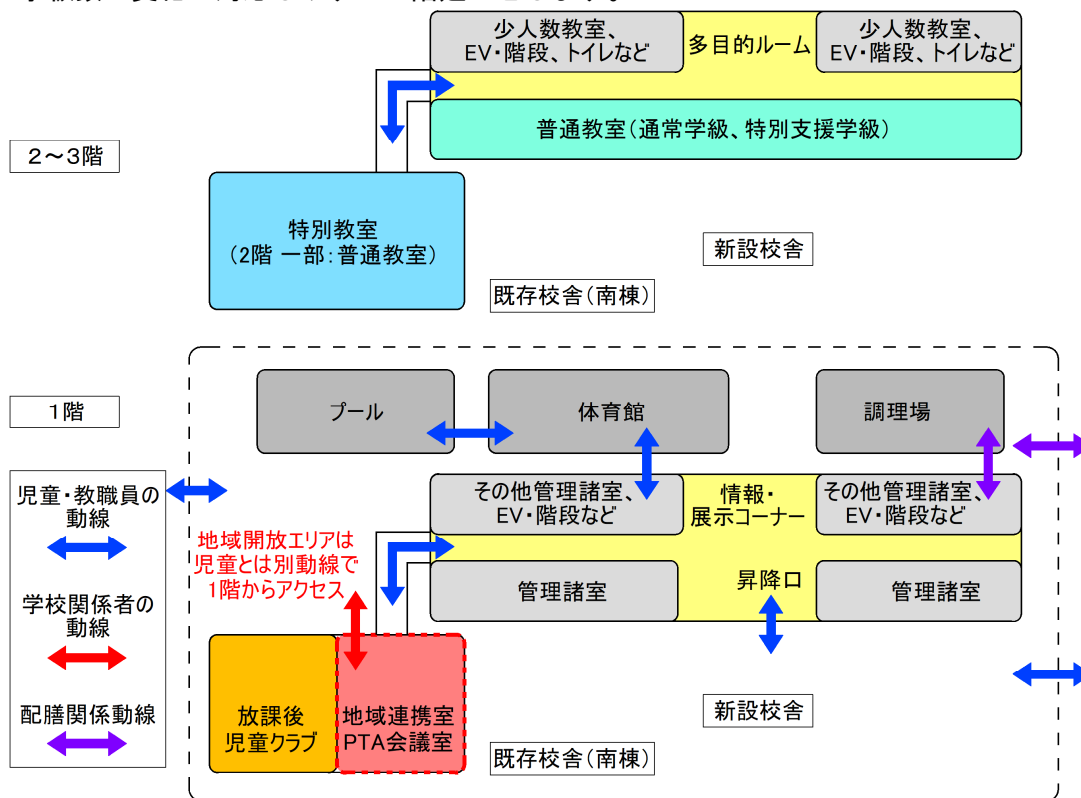 少人数教室、
EV・階段、トイレなど
多目的ルーム
少人数教室、
EV・階段、トイレなど
普通教室(通常学級、特別支援学級)
2～3階
特別教室
(2階 一部:普通教室)
新設校舎
既存校舎(南棟)
1階
プール
体育館
調理場
児童・教職員の
動線
学校関係者の
動線
配膳関係動線
その他管理諸室、
EV・階段など
情報・
展示コーナー
その他管理諸室、
EV・階段など
地域開放エリアは
児童とは別動線で
1階からアクセス
管理諸室
昇降口
管理諸室
放課後
児童クラブ
地域連携室
PTA会議室
新設校舎
既存校舎(南棟)